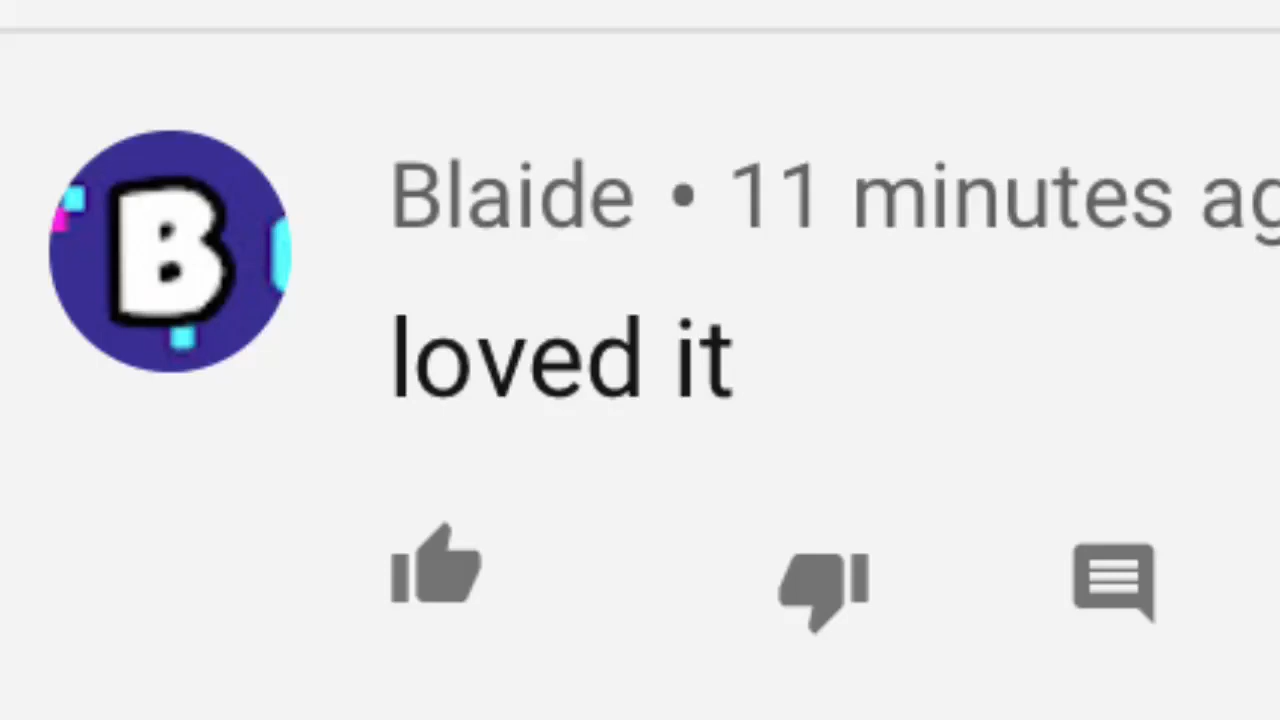 B
Blaide • 11 minutes ag
loved it